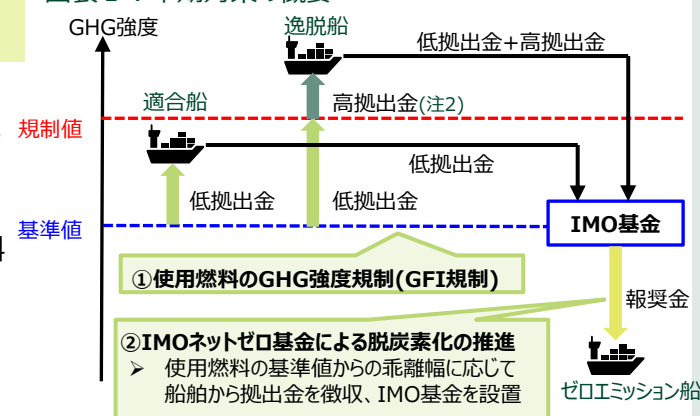 GHG強度
逸脱船
低拠出金+高拠出金
適合船
高拠出金(注2)
規制値
低拠出金
低拠出金
低拠出金
基準値
IMO基金
①使用燃料のGHG強度規制(GFI規制)
報奨金
②IMOネットゼロ基金による脱炭素化の推進
➢ 使用燃料の基準値からの乖離幅に応じて
船舶から拠出金を徴収、IMO基金を設置
ゼロエミッション船